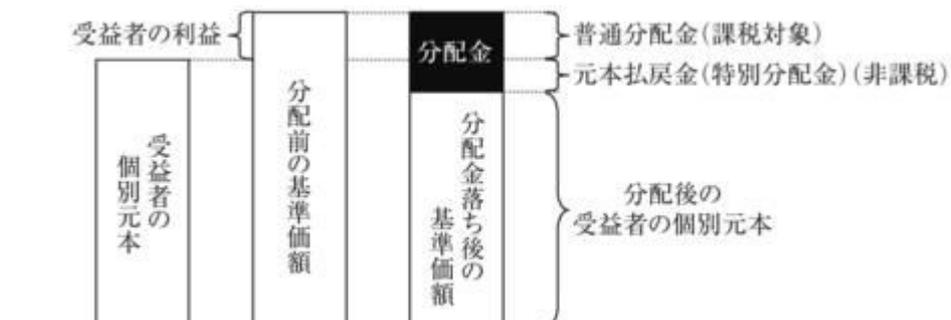 受益者の利益
受益者の
個別元本
分配前の基準価額
分配金
分配金落ち後の
基準価額
普通分配金(課税対象)
元本払戻金(特別分配金)(非課税)
分配後の
受益者の個別元本